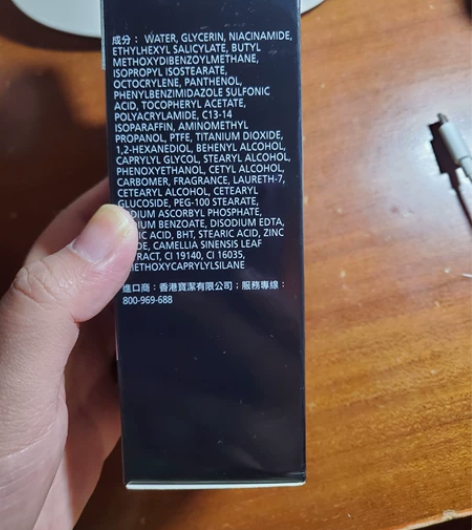 成分：WATER, GLYCERIN, NIACINAMIDE,
ETHYLHEXYL SALICYLATE, BUTYL
METHOXYDIBENZOYLMETHANE,
ISOPROPYL ISOSTEARATE,
OCTOCRYLENE, PANTHENOL,
PHENYLBENZIMIDAZOLE SULFONIC
ACID, TOCOPHERYL ACETATE,
POLYACRYLAMIDE, C13-14
ISOPARAFFIN, AMINOMETHYL
PROPANOL, PTFE, TITANIUM DIOXIDE,
1,2-HEXANEDIOL, BEHENYL ALCOHOL,
CAPRYLYL GLYCOL, STEARYL ALCOHOL,
PHENOXYETHANOL, CETYL ALCOHOL,
CARBOMER, FRAGRANCE, LAURETH-7,
CETEARYL ALCOHOL, CETEARYL
GLUCOSIDE, PEG-100 STEARATE,
ASCORBYL PHOSPHATE,
BENZOATE, DISODIUM EDTA,
ACID, BHT, STEARIC ACID, ZINC
CAMELLIA SINENSIS LEAF
CI 19140, CI 16035,
進口商：香港寶潔有限公司；服務專線：
800-969-688